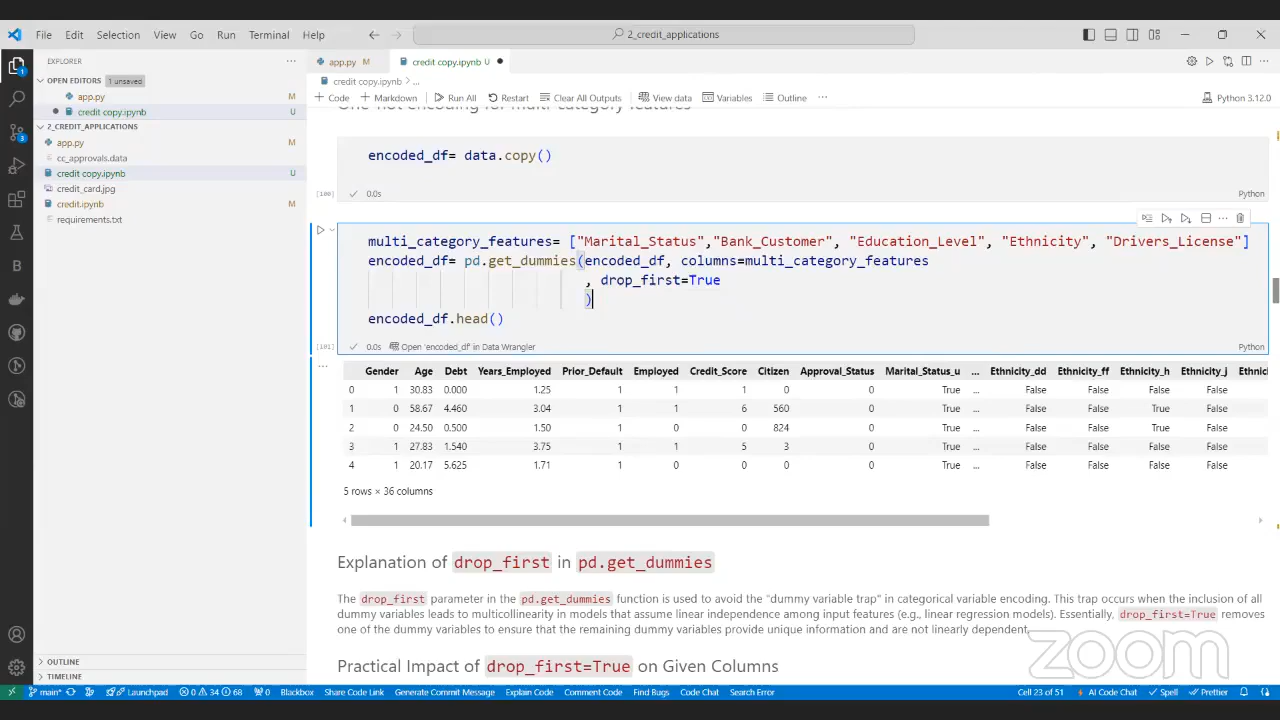 File Edit Selection View Go Run Terminal Help
2_credit_applications
EXPLORER
OPEN EDITORS 1 unsaved
app.py M
credit copy.ipynb U
2_CREDIT_APPLICATIONS
app.py M
cc_approvals.data
credit copy.ipynb U
credit_card.jpg
credit.ipynb M
requirements.txt
OUTLINE
TIMELINE
app.py M credit copy.ipynb U
credit copy.ipynb > ...
+ Code + Markdown Run All Restart Clear All Outputs View data Variables Outline ... Python 3.12.0
One-hot encoding for multi-category features
encoded_df= data.copy()
[100] 0.0s Python
multi_category_features= ["Marital_Status","Bank_Customer", "Education_Level", "Ethnicity", "Drivers_License"]
encoded_df= pd.get_dummies(encoded_df, columns=multi_category_features
, drop_first=True
)
encoded_df.head()
[101] 0.0s Open 'encoded_df' in Data Wrangler Python
Gender Age Debt Years_Employed Prior_Default Employed Credit_Score Citizen Approval_Status Marital_Status_u ... Ethnicity_dd Ethnicity_ff Ethnicity_h Ethnicity_j
0 1 30.83 0.000 1.25 1 1 1 0 0 True ... False False False False
1 0 58.67 4.460 3.04 1 1 6 560 0 True ... False False True False
2 0 24.50 0.500 1.50 1 0 0 824 0 True ... False False False False
3 1 27.83 1.540 3.75 1 1 5 3 0 True ... False False False False
4 1 20.17 5.625 1.71 1 0 0 0 0 True ... False False False False
5 rows × 36 columns
Explanation of drop_first in pd.get_dummies
The drop_first parameter in the pd.get_dummies function is used to avoid the "dummy variable trap" in categorical variable encoding. This trap occurs when the inclusion of all
dummy variables leads to multicollinearity in models that assume linear independence among input features (e.g., linear regression models). Essentially, drop_first=True removes
one of the dummy variables to ensure that the remaining dummy variables provide unique information and are not linearly dependent.
Practical Impact of drop_first=True on Given Columns
zoom
main* Launchpad 0 34 68 0 Blackbox Share Code Link Generate Commit Message Explain Code Comment Code Find Bugs Code Chat Search Error Cell 23 of 51 AI Code Chat Spell Prettier